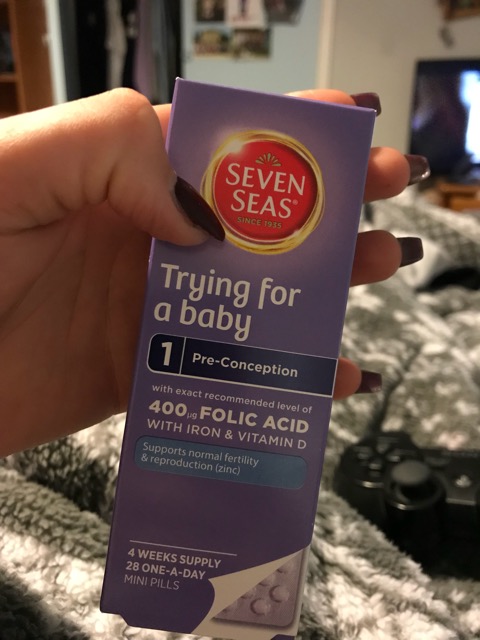 SEVEN
SEAS®
SINCE 1935
Trying for
a baby
1 Pre-Conception
with exact recommended level of
400µg FOLIC ACID
WITH IRON & VITAMIN D
Supports normal fertility
& reproduction (zinc)
4 WEEKS SUPPLY
28 ONE-A-DAY
MINI PILLS